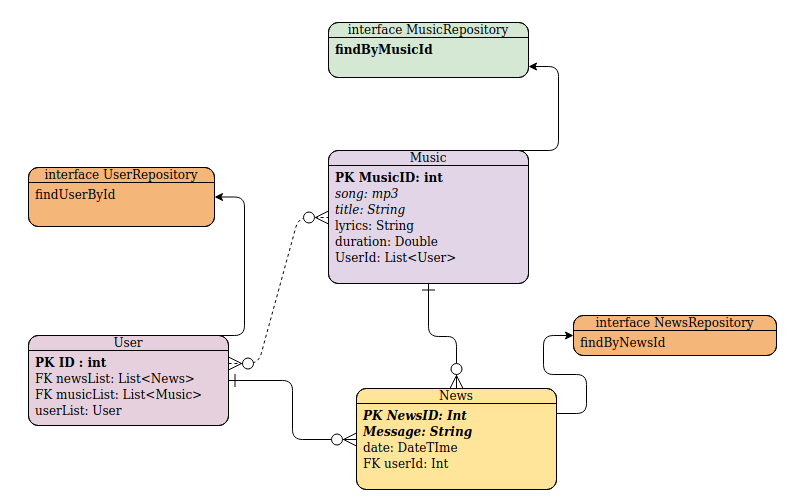 interface MusicRepository
findByMusicId
Music
PK MusicID: int
song: mp3
title: String
lyrics: String
duration: Double
UserId: List<User>
interface UserRepository
findUserById
User
PK ID : int
FK newsList: List<News>
FK musicList: List<Music>
userList: User
interface NewsRepository
findByNewsId
News
PK NewsID: Int
Message: String
date: DateTIme
FK userId: Int